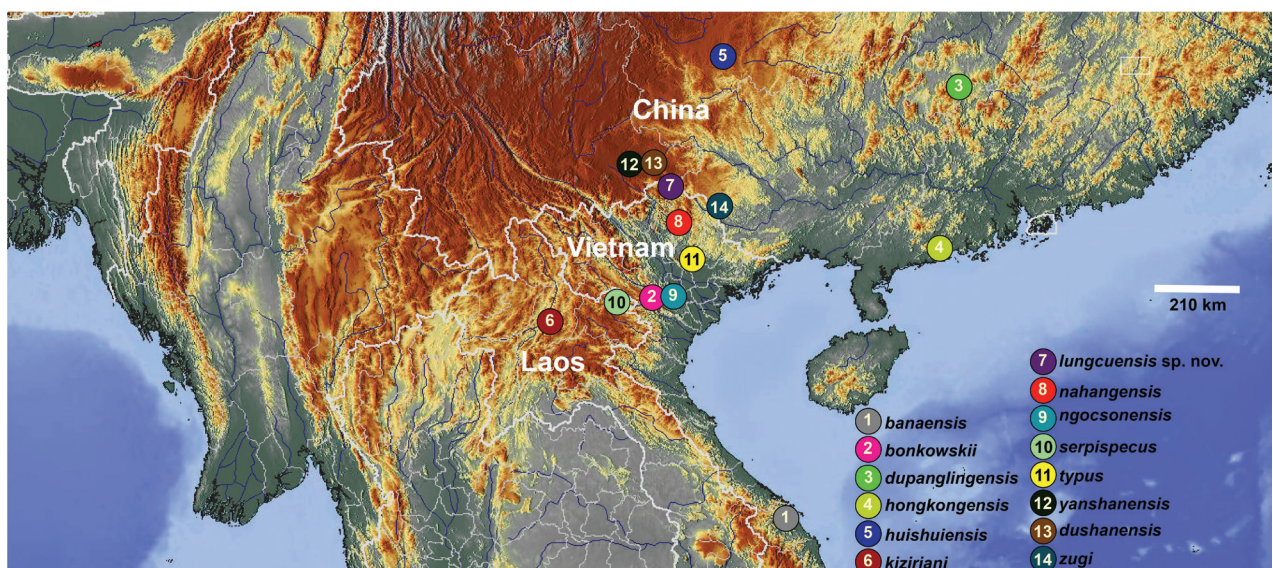 5
3
China
12 13
7
14
8
Vietnam
11
4
10 2 9
6
Laos
210 km
1
1 banaensis
2 bonkowskii
3 dupanglingensis
4 hongkongensis
5 huishuiensis
6 kiziriani
7 lungcuensis sp. nov.
8 nahangensis
9 ngocsonensis
10 serpispecus
11 typus
12 yanshanensis
13 dushanensis
14 zugi